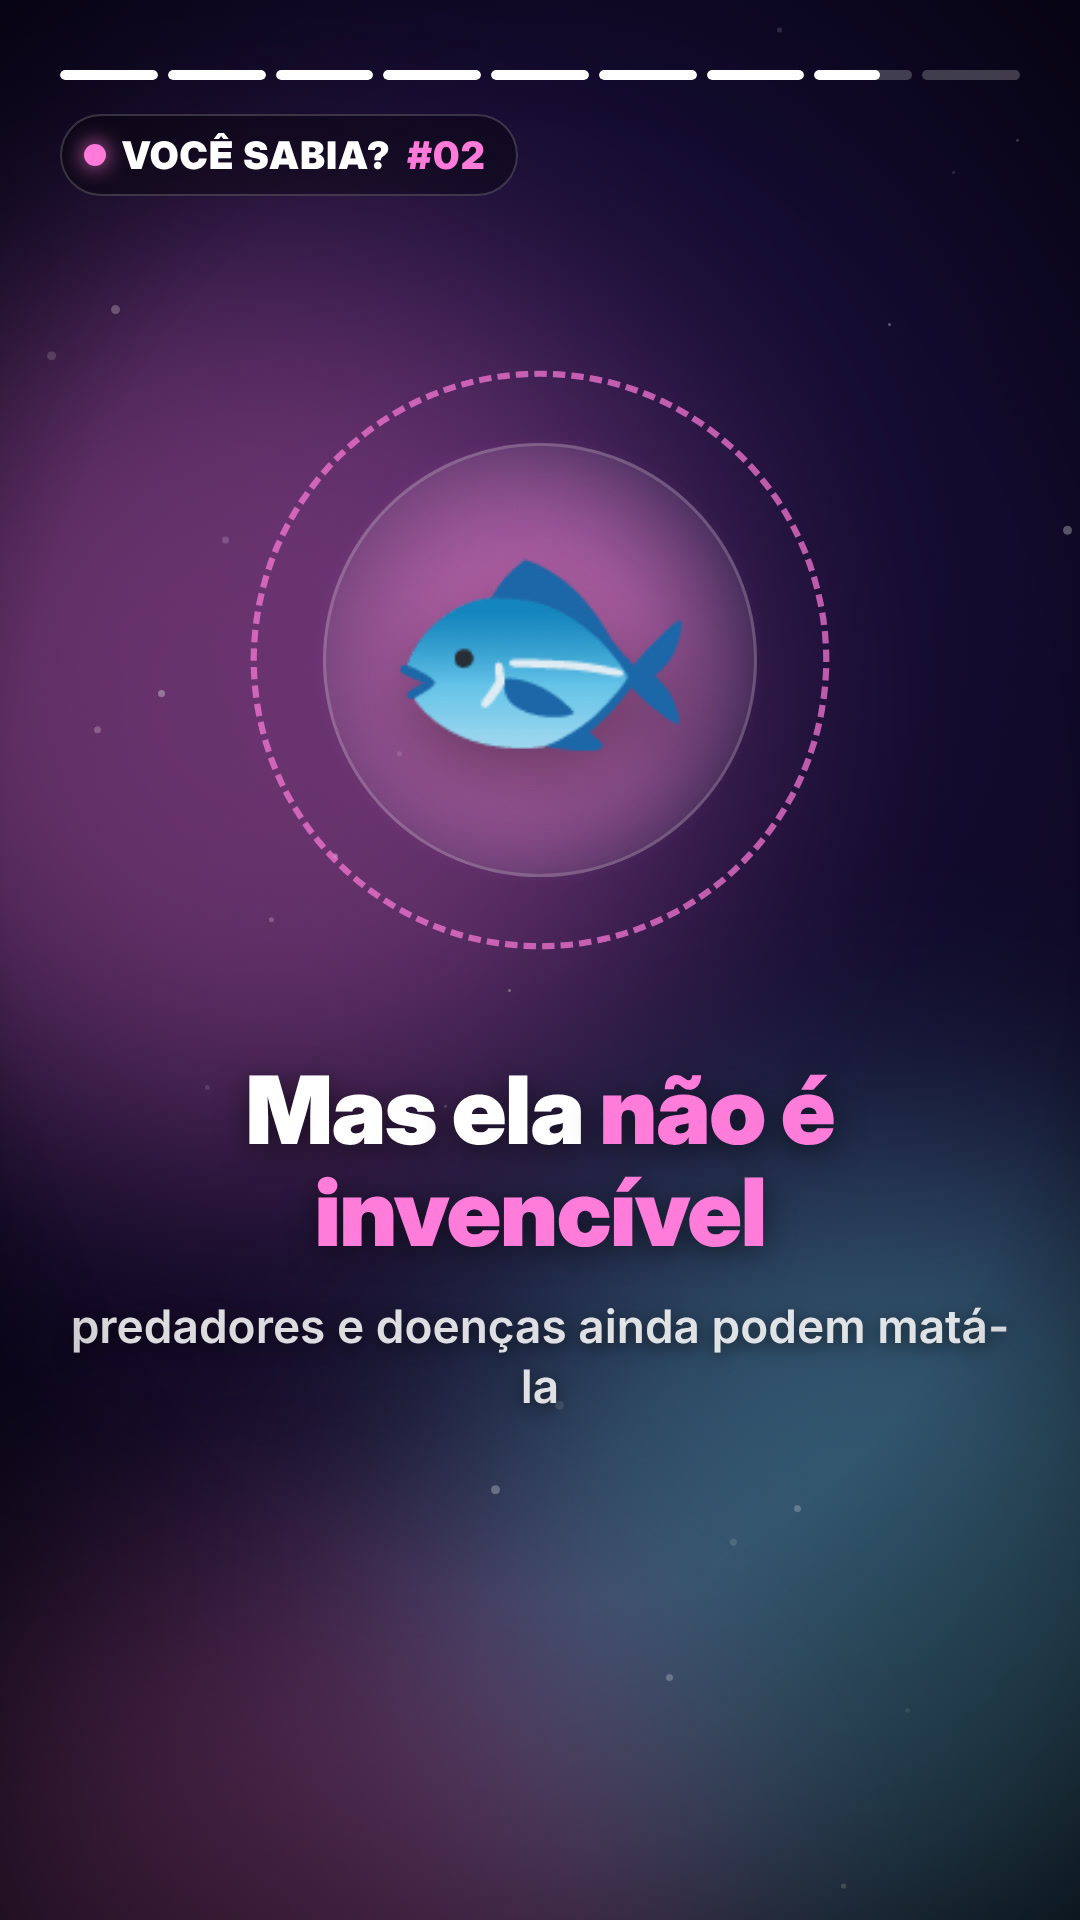 VOCÊ SABIA? #02
Mas ela não é
invencível
predadores e doenças ainda podem matá-
la